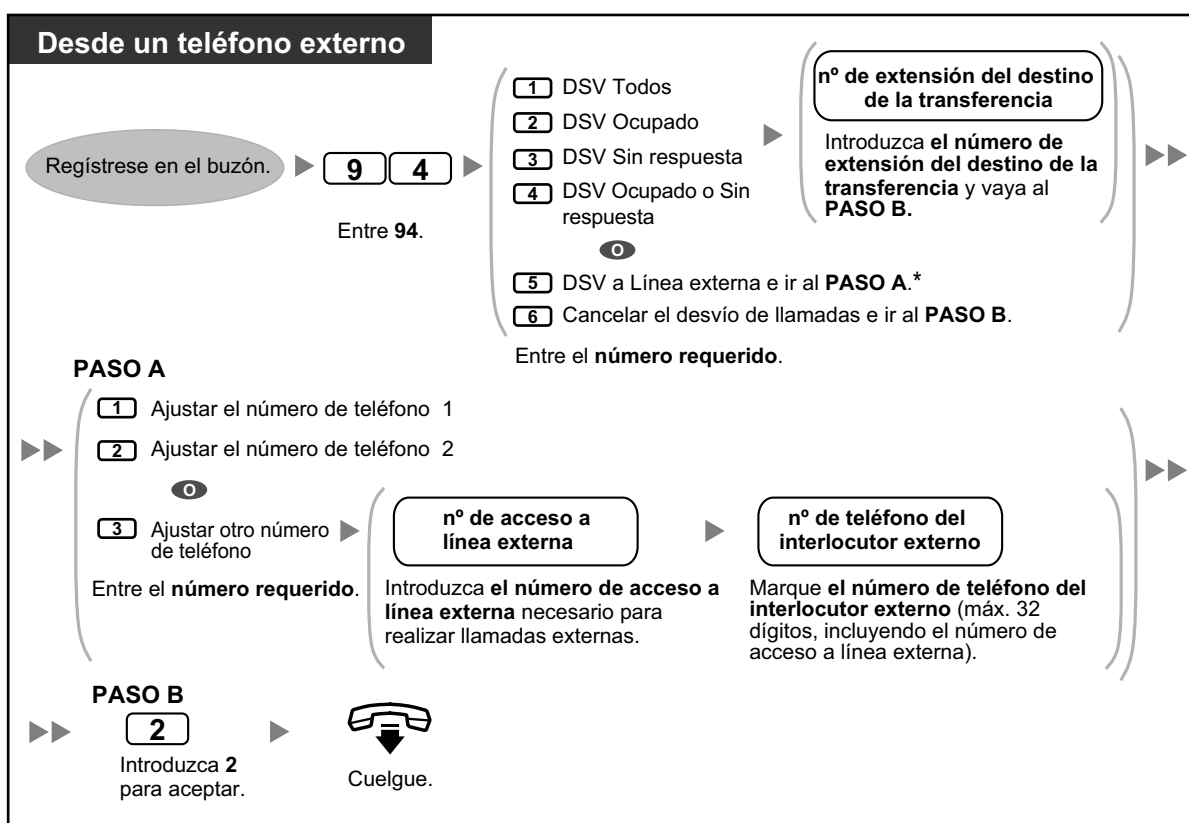 Desde un teléfono externo
Regístrese en el buzón.
9 4
Entre 94.
1 DSV Todos
2 DSV Ocupado
3 DSV Sin respuesta
4 DSV Ocupado o Sin
respuesta
O
5 DSV a Línea externa e ir al PASO A.*
6 Cancelar el desvío de llamadas e ir al PASO B.
Entre el número requerido.
nº de extensión del destino
de la transferencia
Introduzca el número de
extensión del destino de la
transferencia y vaya al
PASO B.
PASO A
1 Ajustar el número de teléfono 1
2 Ajustar el número de teléfono 2
O
3 Ajustar otro número
de teléfono
Entre el número requerido.
nº de acceso a
línea externa
Introduzca el número de acceso a
línea externa necesario para
realizar llamadas externas.
nº de teléfono del
interlocutor externo
Marque el número de teléfono del
interlocutor externo (máx. 32
dígitos, incluyendo el número de
acceso a línea externa).
PASO B
2
Introduzca 2
para aceptar.
Cuelgue.